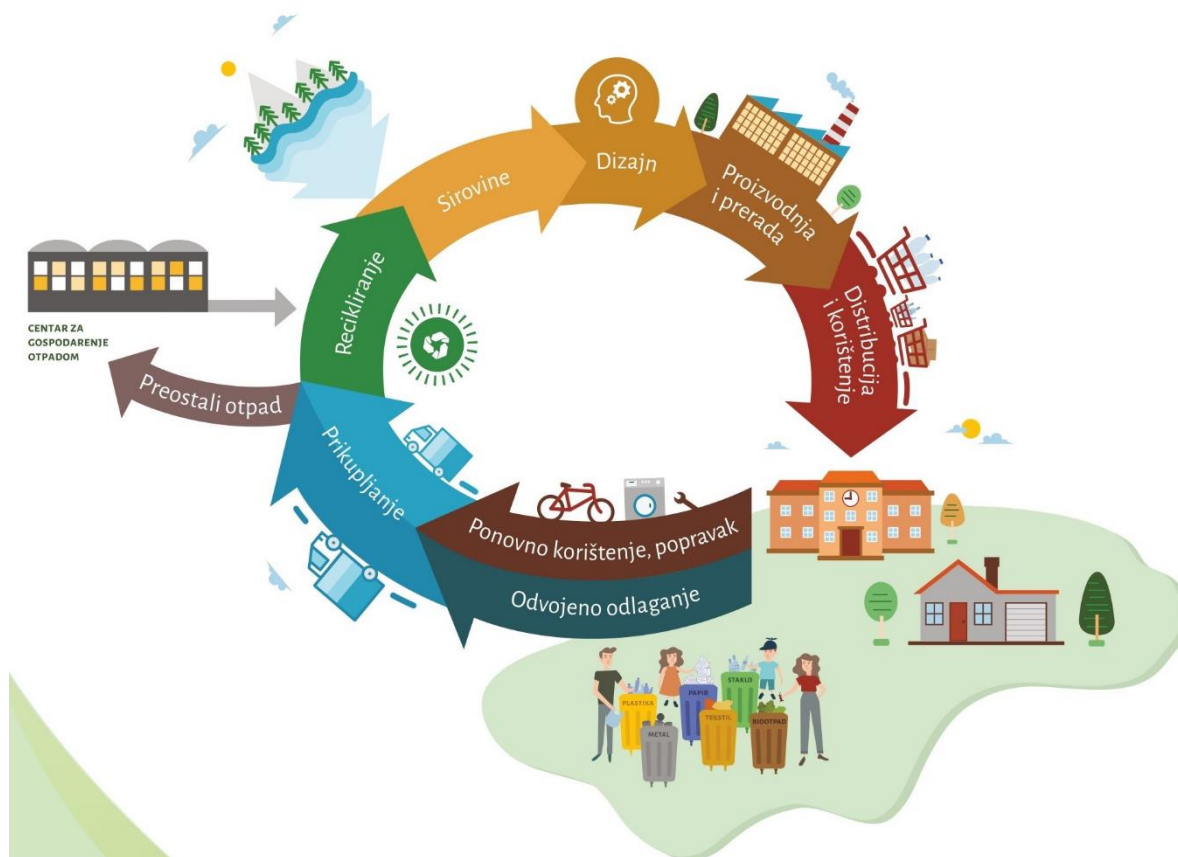 Sirovine
Dizajn
Proizvodnja
i prerada
Distribucija
i korištenje
Ponovno korištenje, popravak
Odvojeno odlaganje
Prikupljanje
Recikliranje
Preostali otpad
CENTAR ZA
GOSPODARENJE
OTPADOM
PLASTIKA
PAPIR
STAKLO
METAL
TEKSTIL
BIOOTPAD